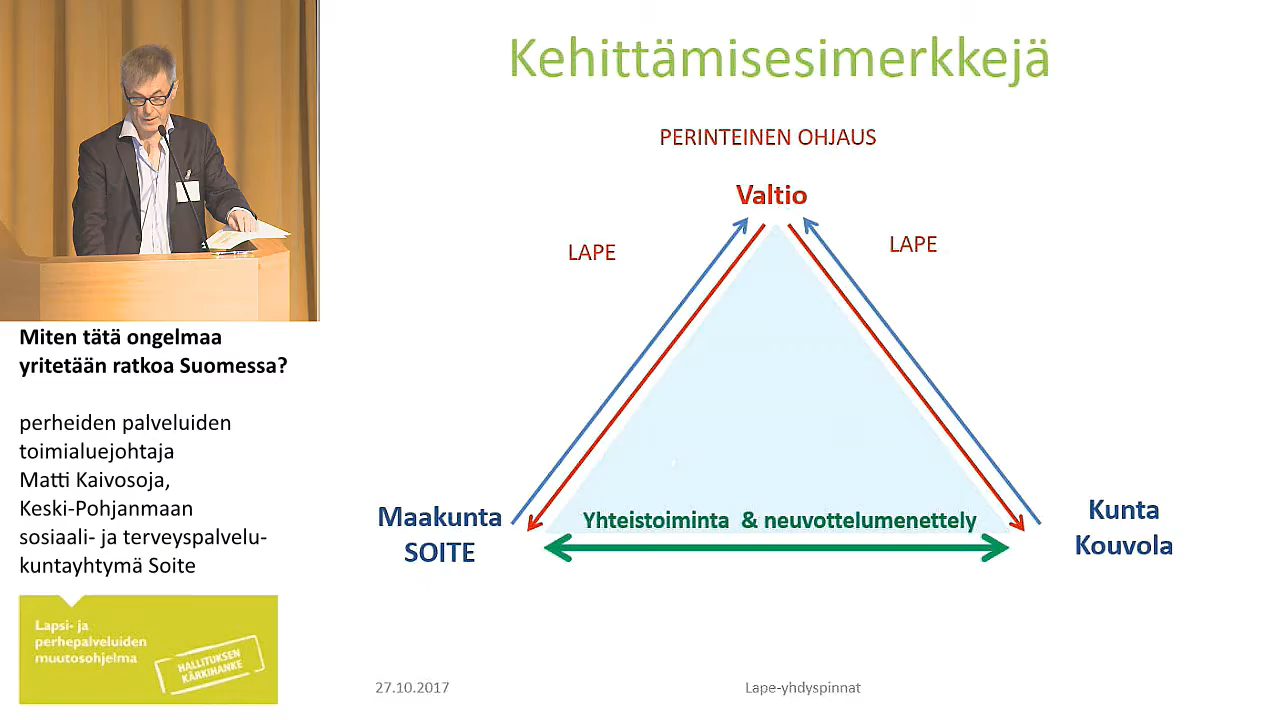 Kehittämisesimerkkejä
PERINTEINEN OHJAUS
Valtio
LAPE
LAPE
Maakunta
SOITE
Yhteistoiminta & neuvottelumenettely
Kunta
Kouvola
27.10.2017
Lape-yhdyspinnat
Miten tätä ongelmaa
yritetään ratkoa Suomessa?
perheiden palveluiden
toimialuejohtaja
Matti Kaivosoja,
Keski-Pohjanmaan
sosiaali- ja terveyspalvelu-
kuntayhtymä Soite
Lapsi- ja
perhepalveluiden
muutosohjelma
HALLITUKSEN
KÄRKIHANKE